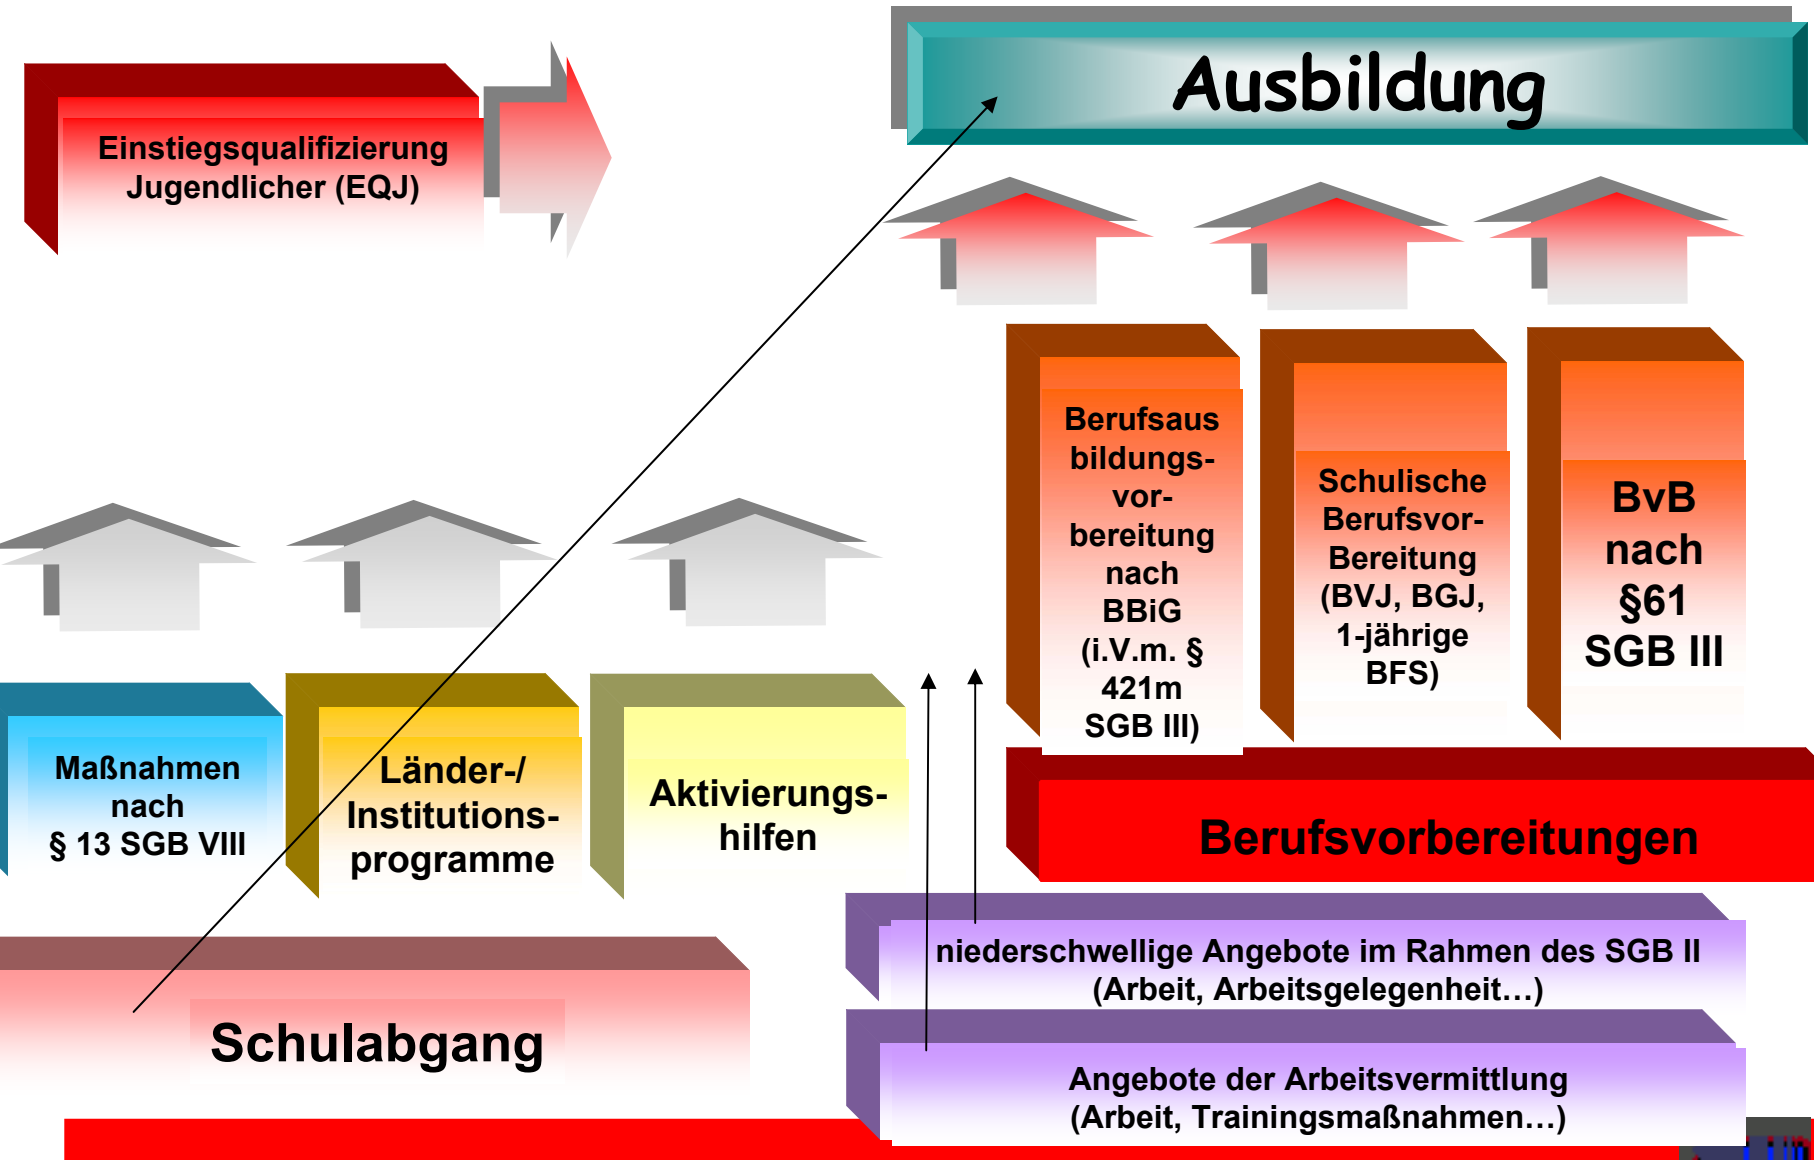 Ausbildung
Einstiegsqualifizierung
Jugendlicher (EQJ)
Berufsaus
bildungs-
vor-
bereitung
nach
BBiG
(i.V.m. §
421m
SGB III)
Schulische
Berufsvor-
Bereitung
(BVJ, BGJ,
1-jährige
BFS)
BvB
nach
§61
SGB III
Maßnahmen
nach
§ 13 SGB VIII
Länder-/
Institutions-
programme
Aktivierungs-
hilfen
Berufsvorbereitungen
niederschwellige Angebote im Rahmen des SGB II
(Arbeit, Arbeitsgelegenheit…)
Schulabgang
Angebote der Arbeitsvermittlung
(Arbeit, Trainingsmaßnahmen…)